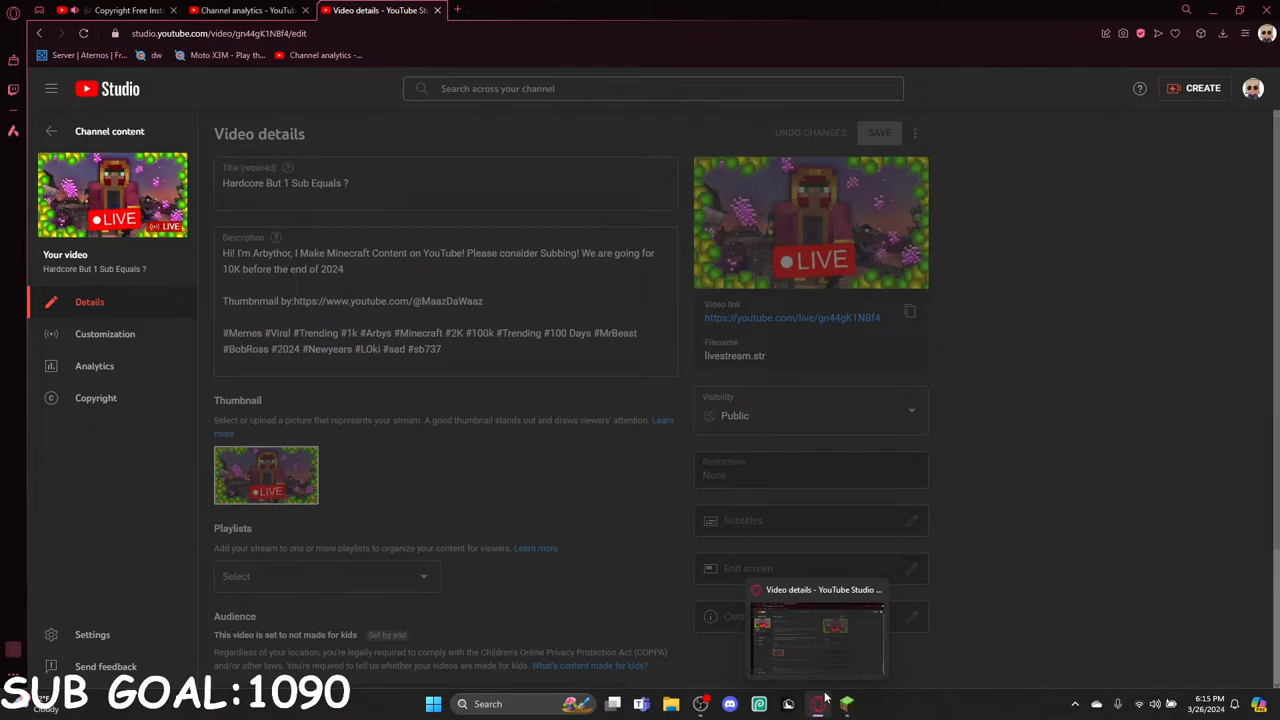 Copyright Free Inst
Channel analytics - YouTub
Video details - YouTube St
studio.youtube.com/video/gn44gK1NBf4/edit
Server | Aternos | Fr...
dw
Moto X3M - Play th...
Channel analytics -...
Studio
Search across your channel
CREATE
Channel content
Video details
UNDO CHANGES
SAVE
Title (required)
Hardcore But 1 Sub Equals ?
LIVE
LIVE
Your video
Hardcore But 1 Sub Equals ?
Description
Hi! I'm Arbythor, I Make Minecraft Content on YouTube! Please consider Subbing! We are going for
10K before the end of 2024
Thumbnmail by:https://www.youtube.com/@MaazDaWaaz
#Memes #Viral #Trending #1k #Arbys #Minecraft #2K #100k #Trending #100 Days #MrBeast
#BobRoss #2024 #Newyears #LOki #sad #sb737
LIVE
Video link
https://youtube.com/live/gn44gK1NBf4
Filename
livestream.str
Details
Customization
Analytics
Copyright
Visibility
Public
Thumbnail
Select or upload a picture that represents your stream. A good thumbnail stands out and draws viewers' attention. Learn
more
LIVE
Restrictions
None
Subtitles
End screen
Card
Playlists
Add your stream to one or more playlists to organize your content for viewers. Learn more
Select
Video details - YouTube Studio ...
Audience
This video is set to not made for kids
Set by you
Regardless of your location, you're legally required to comply with the Children's Online Privacy Protection Act (COPPA)
and/or other laws. You're required to tell us whether your videos are made for kids. What's content made for kids?
Settings
Send feedback
SUB GOAL:1090
Search
6:15 PM
3/26/2024